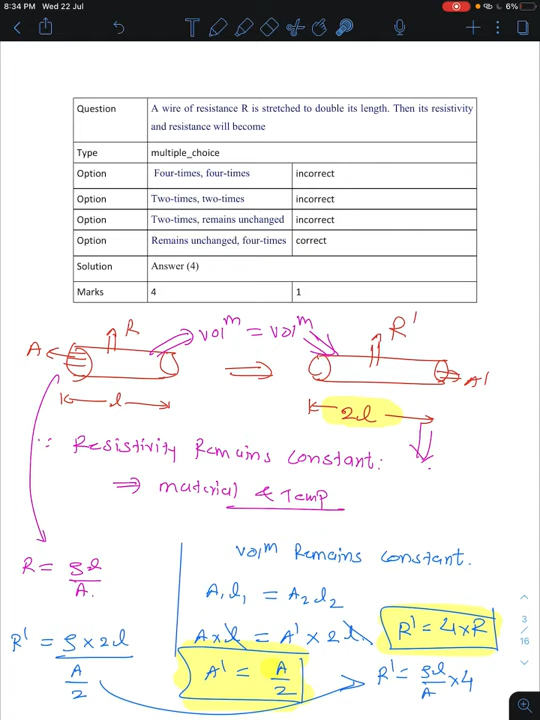 8:34 PM Wed 22 Jul
6%
Question A wire of resistance R is stretched to double its length. Then its resistivity
and resistance will become
Type multiple_choice
Option Four-times, four-times incorrect
Option Two-times, two-times incorrect
Option Two-times, remains unchanged incorrect
Option Remains unchanged, four-times correct
Solution Answer (4)
Marks 4 1
R volᵐ = volᵐ R'
A ⇒ A'
l 2l
∵ Resistivity Remains Constant:
⇒ material & Temp
volᵐ Remains constant.
R = ρl/A.
A₁l₁ = A₂l₂
R' = 4×R
A×l = A'×2l
R' = ρ×2l / A/2
A' = A/2
R' = ρl/A ×4
3
/
16